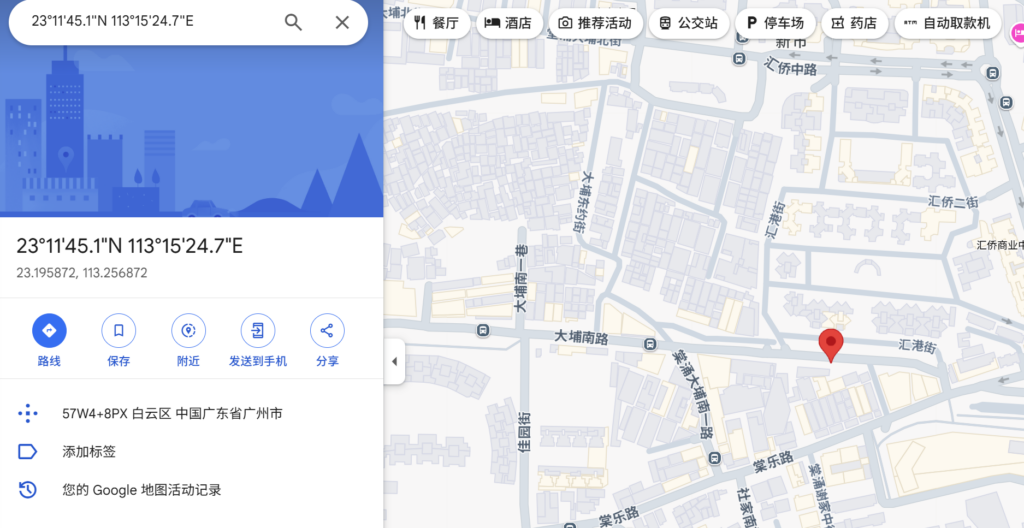 23°11'45.1"N 113°15'24.7"E
餐厅
酒店
推荐活动
公交站
P 停车场
药店
ATM 自动取款机
新市
汇侨中路
大埔东约街
汇港街
汇侨二街
汇侨商业中
大埔南一巷
23°11'45.1"N 113°15'24.7"E
23.195872, 113.256872
路线
保存
附近
发送到手机
分享
大埔南路
汇港街
棠涌大埔南一路
57W4+8PX 白云区 中国广东省广州市
添加标签
您的 Google 地图活动记录
佳园街
棠乐路
棠涌谢家中
社家南
棠乐路